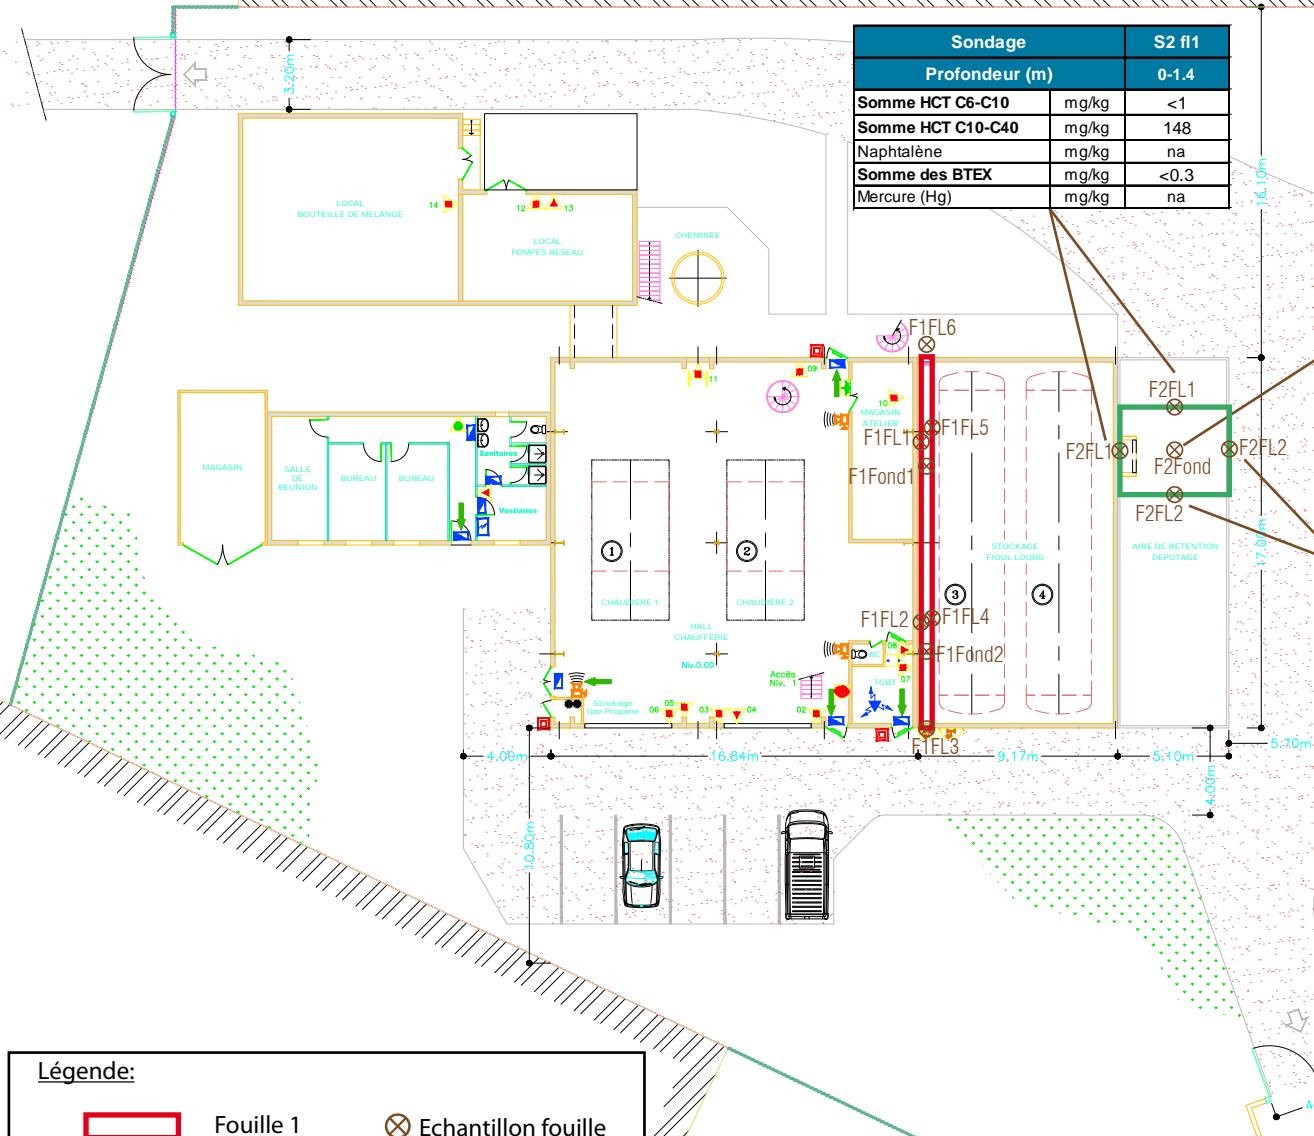 Sondage S2 fl1
Profondeur (m) 0-1.4
Somme HCT C6-C10 mg/kg <1
Somme HCT C10-C40 mg/kg 148
Naphtalène mg/kg na
Somme des BTEX mg/kg <0.3
Mercure (Hg) mg/kg na
3.20m
16.10m
LOCAL
BOUTEILLE DE MELANGE
14
12
13
LOCAL
POMPES RESEAU
CHEMINEE
F1FL6
11
09
10
MAGASIN
ATELIER
F1FL1
F1FL5
F1Fond1
F2FL1
F2FL1
F2Fond
F2FL2
F2FL2
MAGASIN
SALLE
DE
REUNION
BUREAU
BUREAU
Sanitaires
Vestiaires
1
2
CHAUDIERE 1
CHAUDIERE 2
HALL
CHAUFFERIE
Niv.0.00
STOCKAGE
FIOUL LOURD
3
4
AIRE DE RETENTION
DEPOTAGE
17.00m
F1FL2
F1FL4
F1Fond2
WC
08
07
TGBT
Accès
Niv. 1
Stockage
Gaz Propane
06
05
03
04
02
F1FL3
4.00m
16.84m
9.17m
5.10m
5.70m
4.00m
10.80m
4
Légende:
Fouille 1
Echantillon fouille